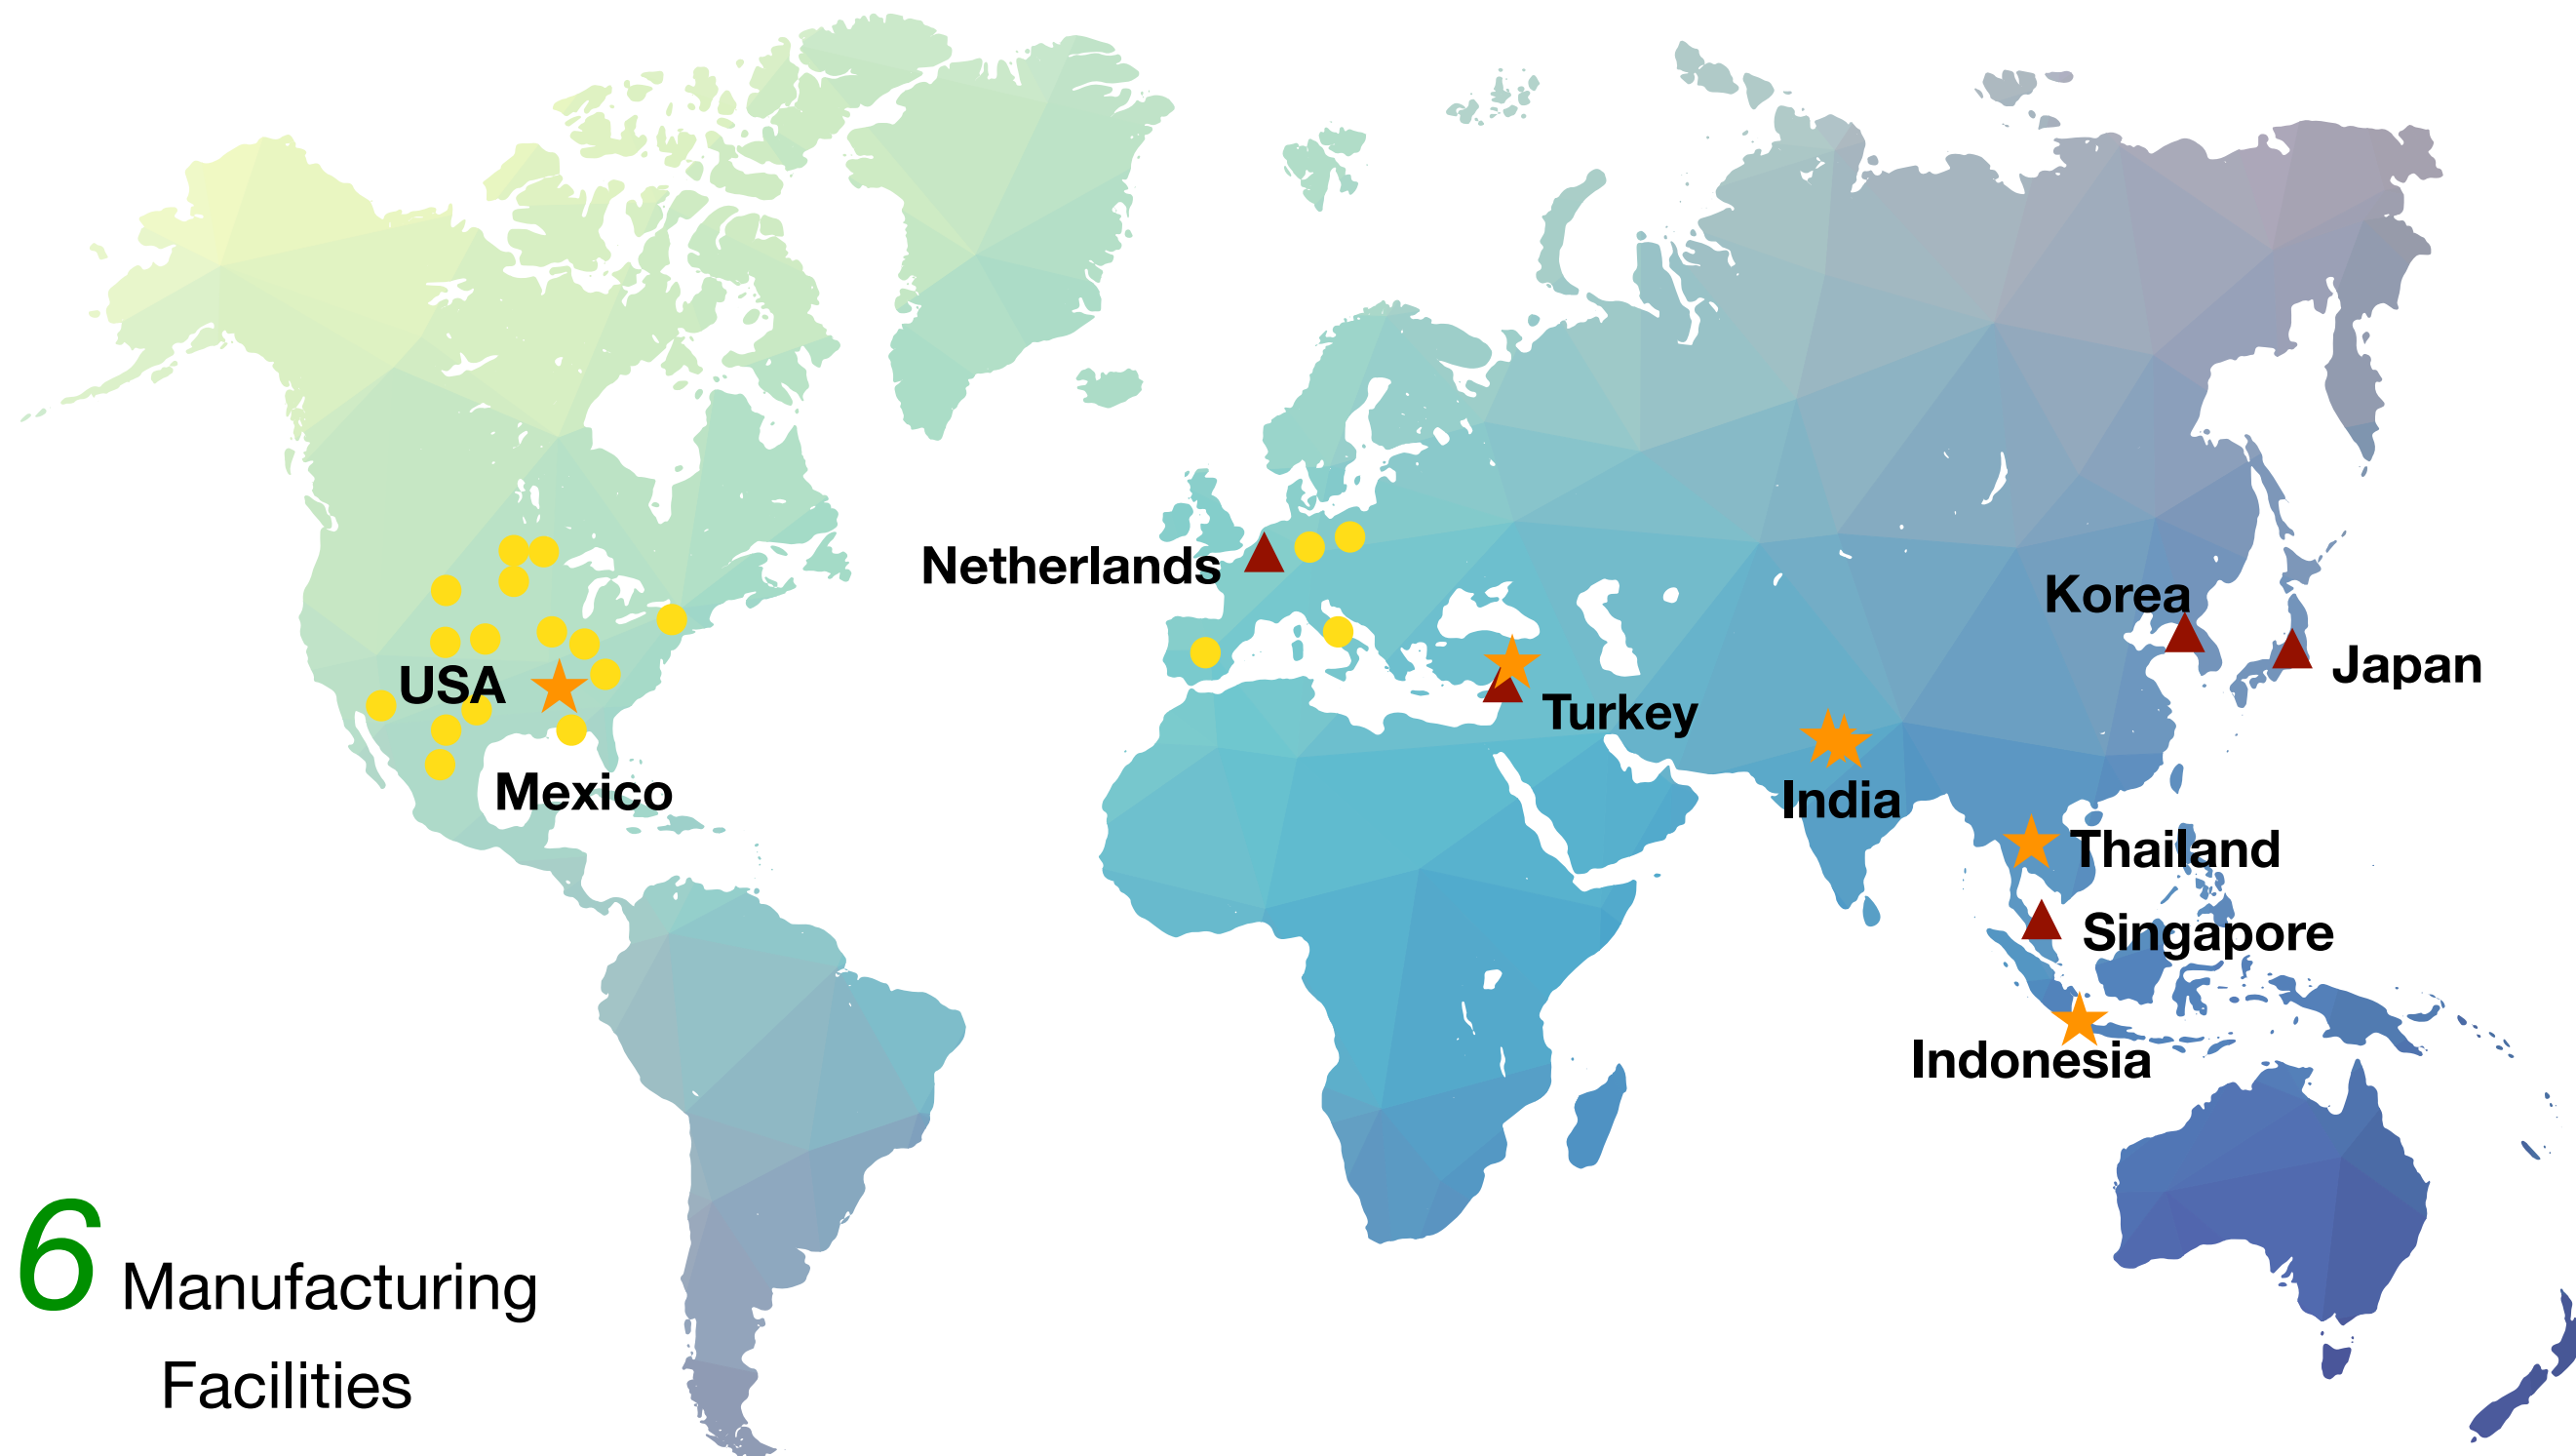 Netherlands
Korea
Japan
USA
Turkey
Mexico
India
Thailand
Singapore
Indonesia
6 Manufacturing
Facilities